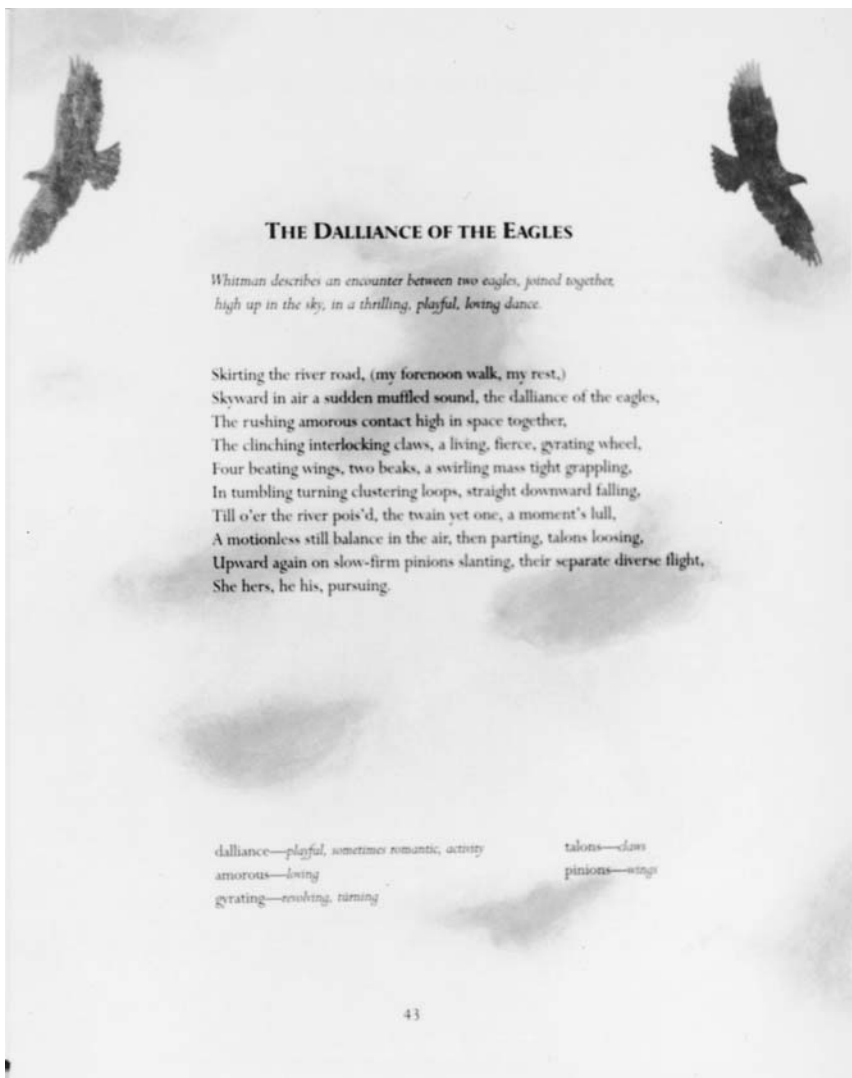 THE DALLIANCE OF THE EAGLES
Whitman describes an encounter between two eagles, joined together,
high up in the sky, in a thrilling, playful, loving dance.
Skirting the river road, (my forenoon walk, my rest,)
Skyward in air a sudden muffled sound, the dalliance of the eagles,
The rushing amorous contact high in space together,
The clinching interlocking claws, a living, fierce, gyrating wheel,
Four beating wings, two beaks, a swirling mass tight grappling,
In tumbling turning clustering loops, straight downward falling,
Till o'er the river pois'd, the twain yet one, a moment's lull,
A motionless still balance in the air, then parting, talons loosing,
Upward again on slow-firm pinions slanting, their separate diverse flight,
She hers, he his, pursuing.
dalliance—playful, sometimes romantic, activity
amorous—loving
gyrating—revolving, turning
talons—claws
pinions—wings
43